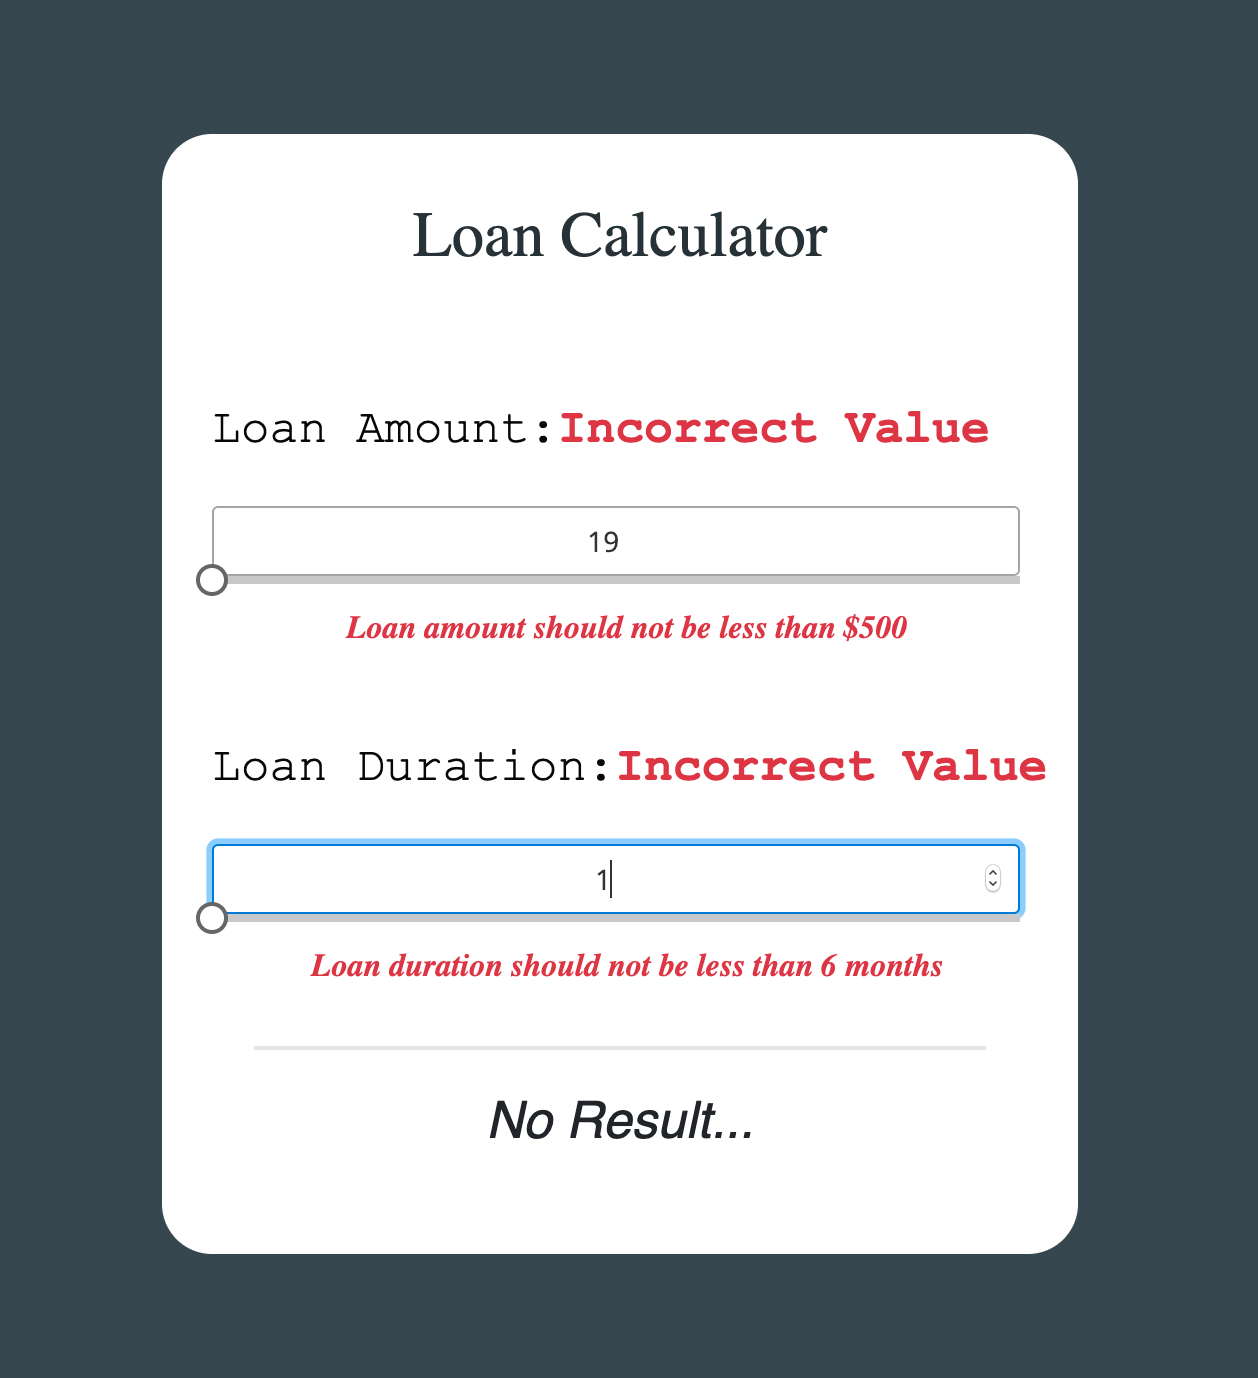 Loan Calculator
Loan Amount:Incorrect Value
19
Loan amount should not be less than $500
Loan Duration:Incorrect Value
1
Loan duration should not be less than 6 months
No Result...